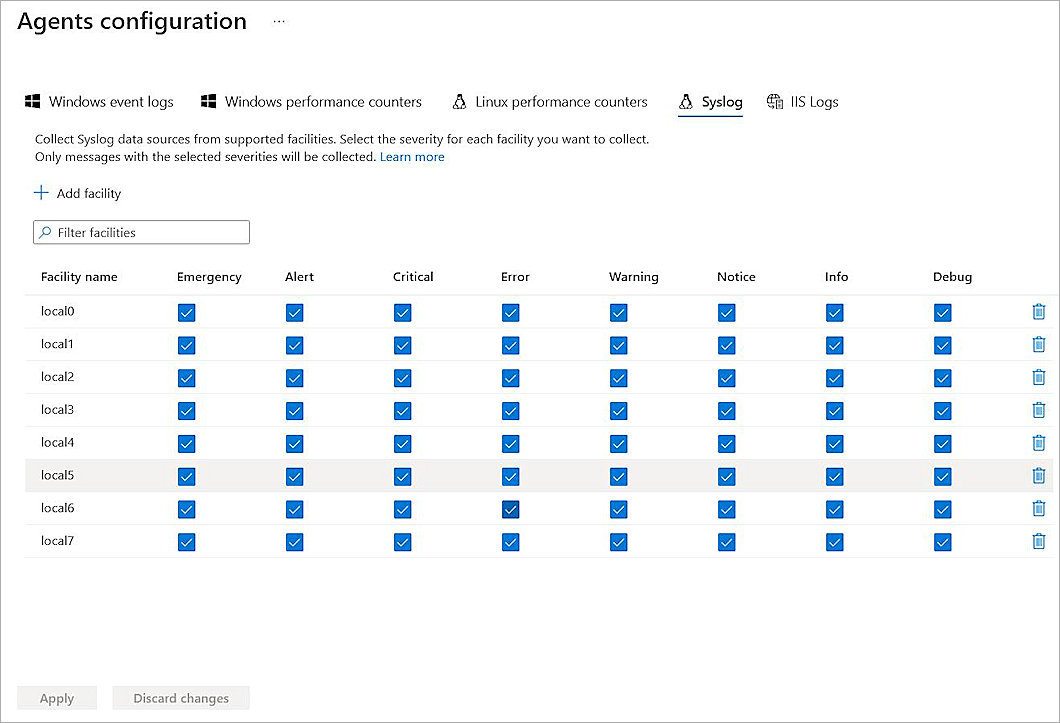 Agents configuration ...
Windows event logs Windows performance counters Linux performance counters Syslog IIS Logs
Collect Syslog data sources from supported facilities. Select the severity for each facility you want to collect.
Only messages with the selected severities will be collected. Learn more
Add facility
Filter facilities
Facility name Emergency Alert Critical Error Warning Notice Info Debug
local0
local1
local2
local3
local4
local5
local6
local7
Apply Discard changes